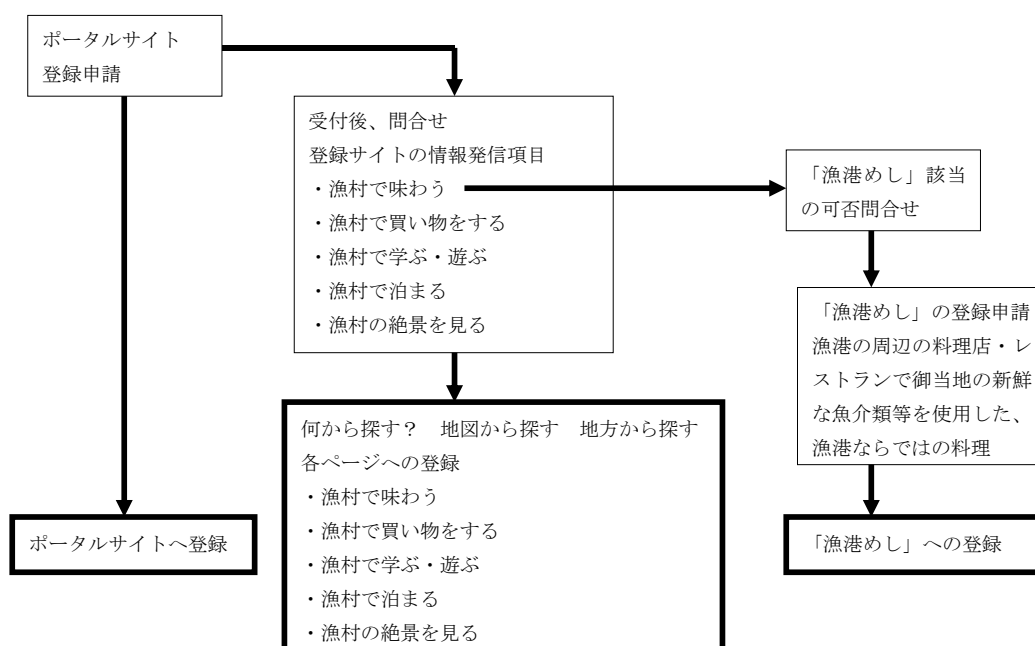 ポータルサイト
登録申請
受付後、問合せ
登録サイトの情報発信項目
・漁村で味わう
・漁村で買い物をする
・漁村で学ぶ・遊ぶ
・漁村で泊まる
・漁村の絶景を見る
「漁港めし」該当
の可否問合せ
「漁港めし」の登録申請
漁港の周辺の料理店・レ
ストランで御当地の新鮮
な魚介類等を使用した、
漁港ならではの料理
何から探す？　地図から探す　地方から探す
各ページへの登録
・漁村で味わう
・漁村で買い物をする
・漁村で学ぶ・遊ぶ
・漁村で泊まる
・漁村の絶景を見る
ポータルサイトへ登録
「漁港めし」への登録